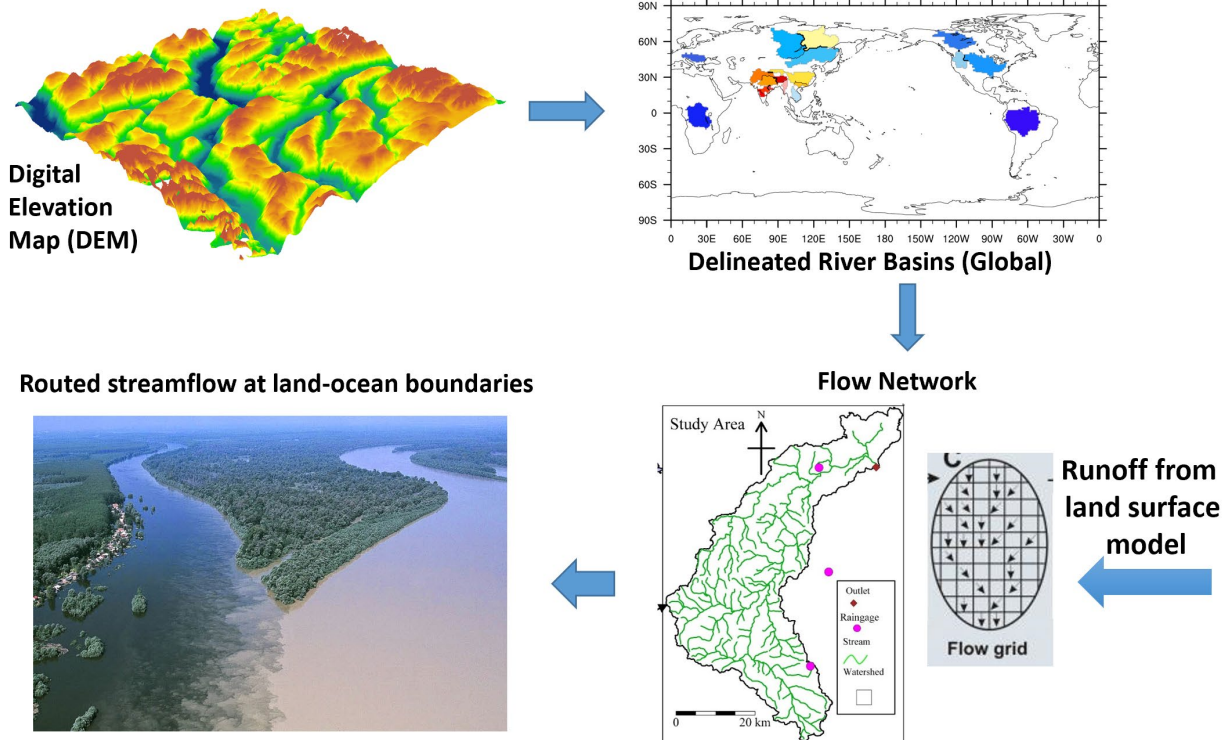 Digital
Elevation
Map (DEM)
90N
60N
30N
0
30S
60S
90S
0 30E 60E 90E 120E 150E 180 150W 120W 90W 60W 30W 0
Delineated River Basins (Global)
Routed streamflow at land-ocean boundaries
Flow Network
Study Area
N
Outlet
Raingage
Stream
Watershed
0 20 km
C
Flow grid
Runoff from
land surface
model